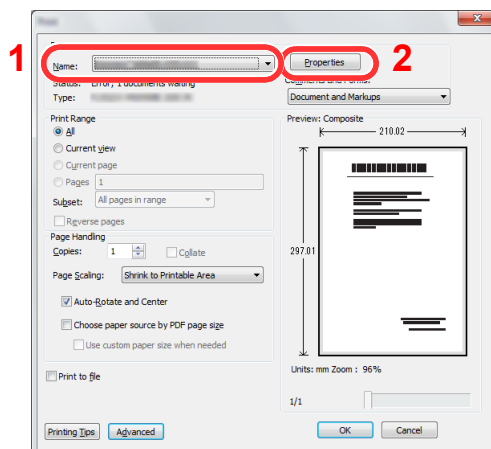 1
2
Name:
Properties
Status: Error, 1 documents waiting
Type:
Document and Markups
Print Range
All
Current view
Current page
Pages 1
Subset: All pages in range
Reverse pages
Page Handling
Copies: 1 Collate
Page Scaling: Shrink to Printable Area
Auto-Rotate and Center
Choose paper source by PDF page size
Use custom paper size when needed
Print to file
Preview: Composite
210.02
297.01
Units: mm Zoom : 96%
1/1
Printing Tips Advanced OK Cancel